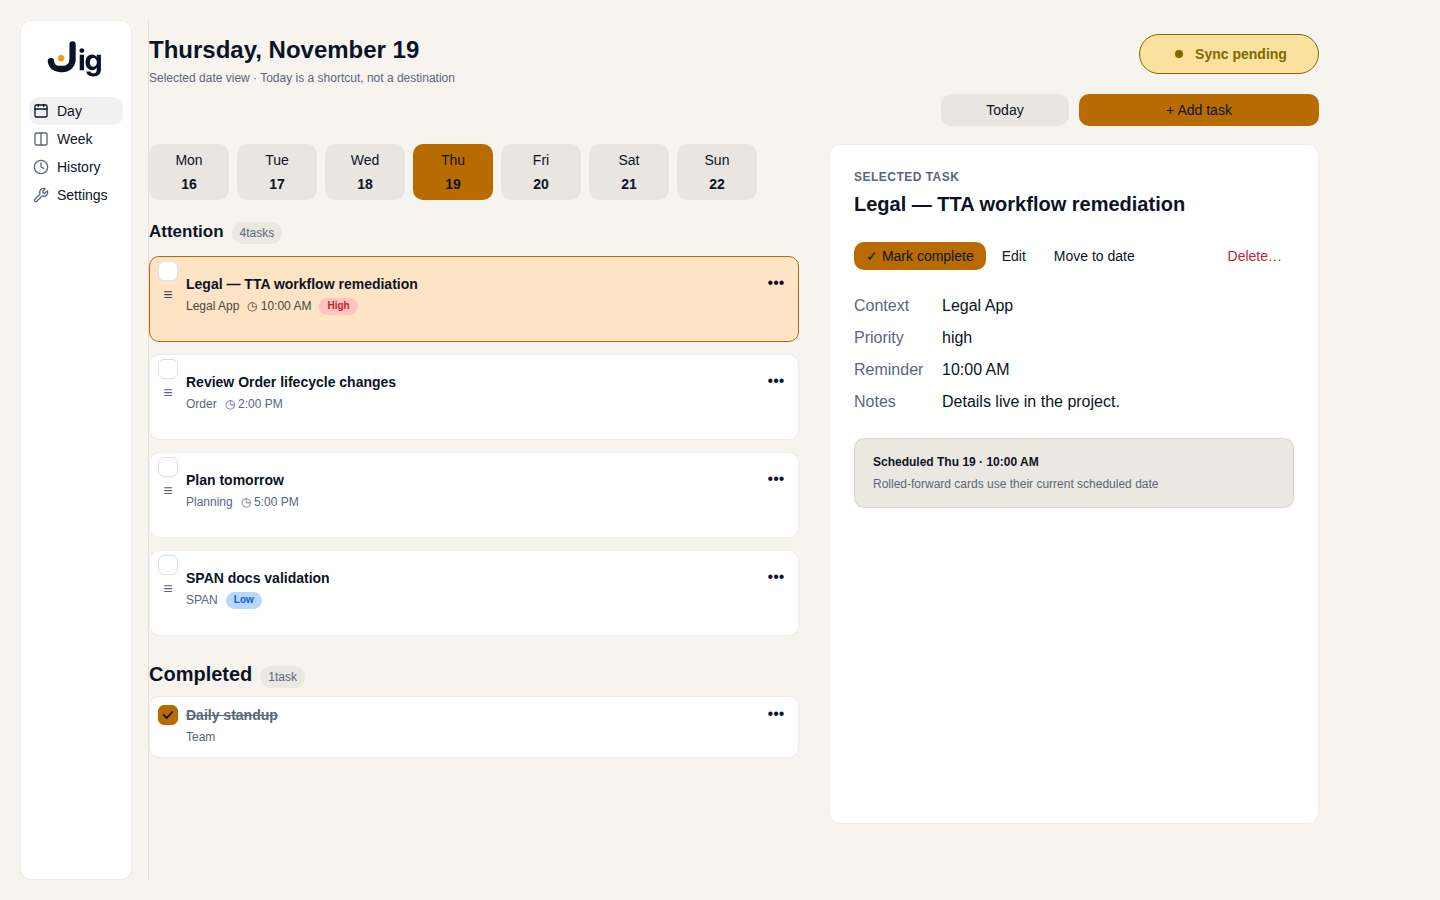 Jig
Day
Week
History
Settings
Thursday, November 19
Selected date view · Today is a shortcut, not a destination
Sync pending
Today
+ Add task
Mon
16
Tue
17
Wed
18
Thu
19
Fri
20
Sat
21
Sun
22
Attention 4tasks
Legal — TTA workflow remediation
Legal App ◷ 10:00 AM High
Review Order lifecycle changes
Order ◷ 2:00 PM
Plan tomorrow
Planning ◷ 5:00 PM
SPAN docs validation
SPAN Low
Completed 1task
Daily standup
Team
SELECTED TASK
Legal — TTA workflow remediation
✓ Mark complete Edit Move to date Delete…
Context Legal App
Priority high
Reminder 10:00 AM
Notes Details live in the project.
Scheduled Thu 19 · 10:00 AM
Rolled-forward cards use their current scheduled date